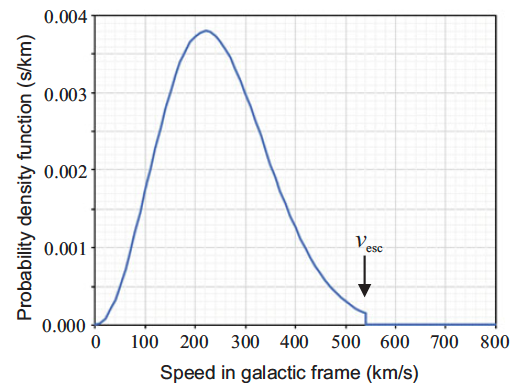 Probability density function (s/km)
0.004
0.003
0.002
0.001
0.000
v_esc
0 100 200 300 400 500 600 700 800
Speed in galactic frame (km/s)